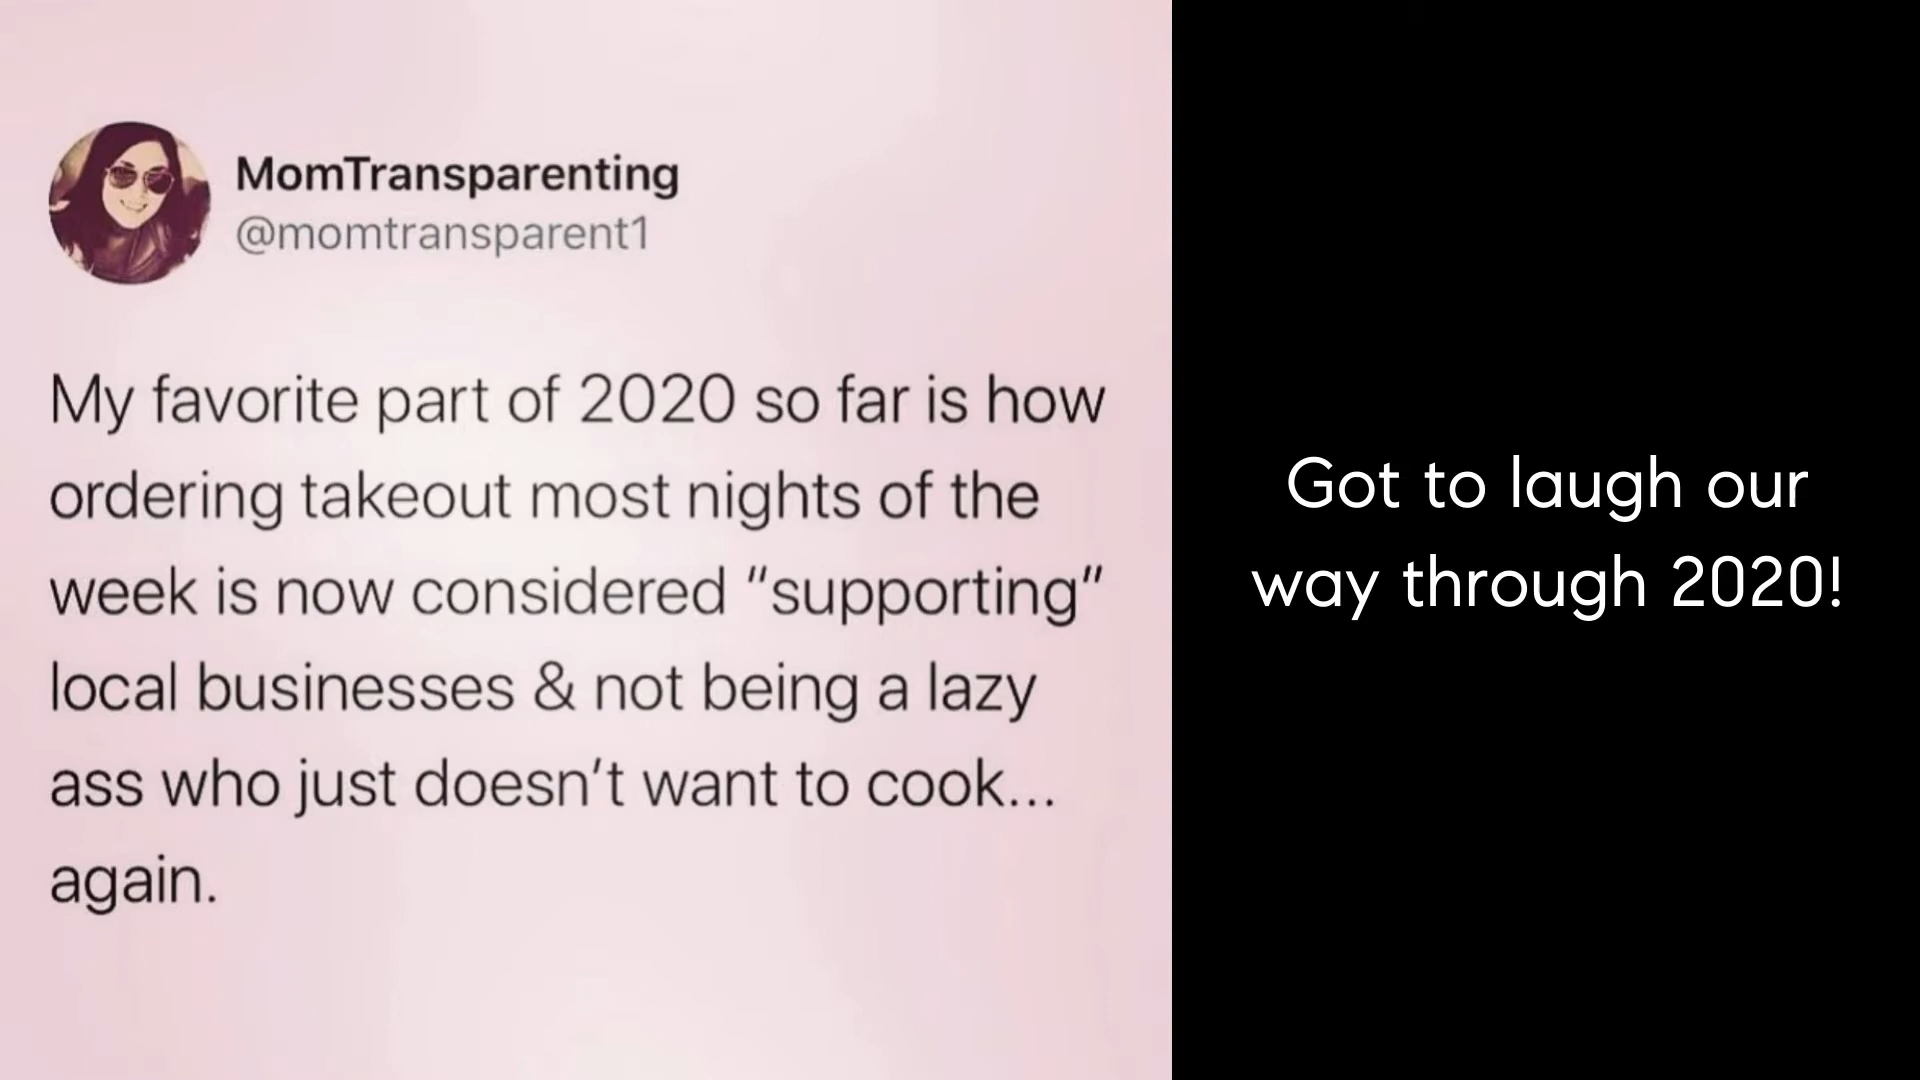 MomTransparenting
@momtransparent1
My favorite part of 2020 so far is how
ordering takeout most nights of the
week is now considered “supporting”
local businesses & not being a lazy
ass who just doesn’t want to cook...
again.
Got to laugh our
way through 2020!